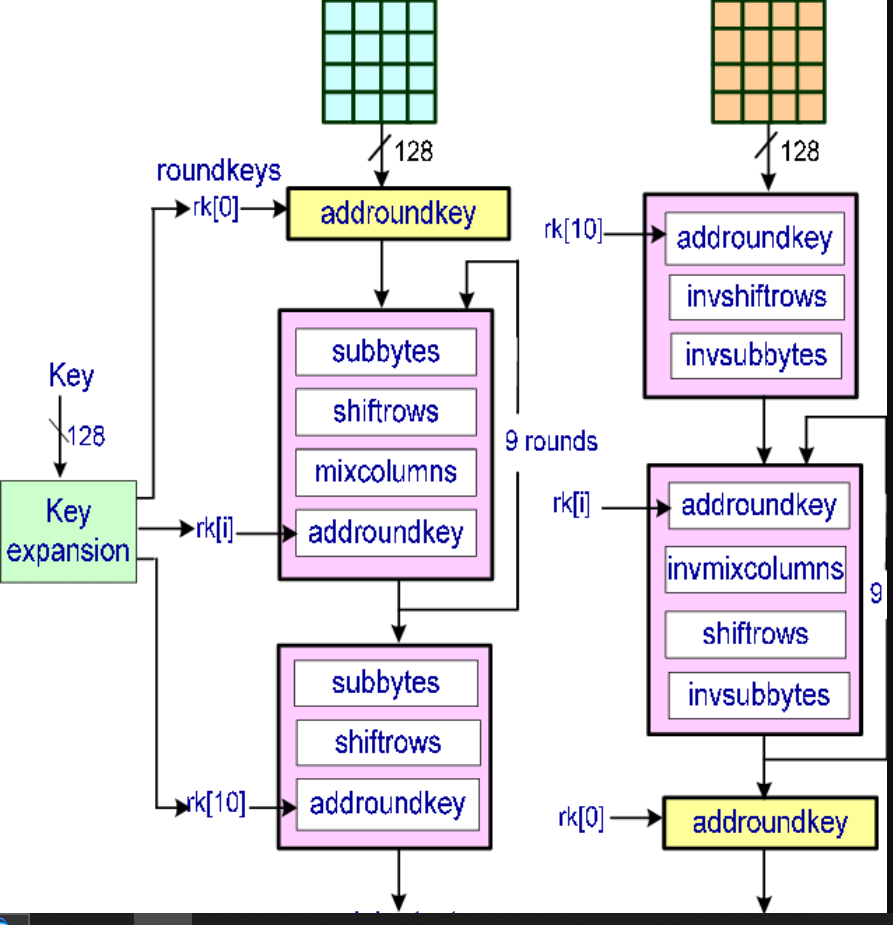 128
roundkeys
rk[0]
addroundkey
subbytes
shiftrows
mixcolumns
addroundkey
9 rounds
Key
128
Key
expansion
rk[i]
subbytes
shiftrows
addroundkey
rk[10]
128
rk[10]
addroundkey
invshiftrows
invsubbytes
rk[i]
addroundkey
invmixcolumns
shiftrows
invsubbytes
9
rk[0]
addroundkey